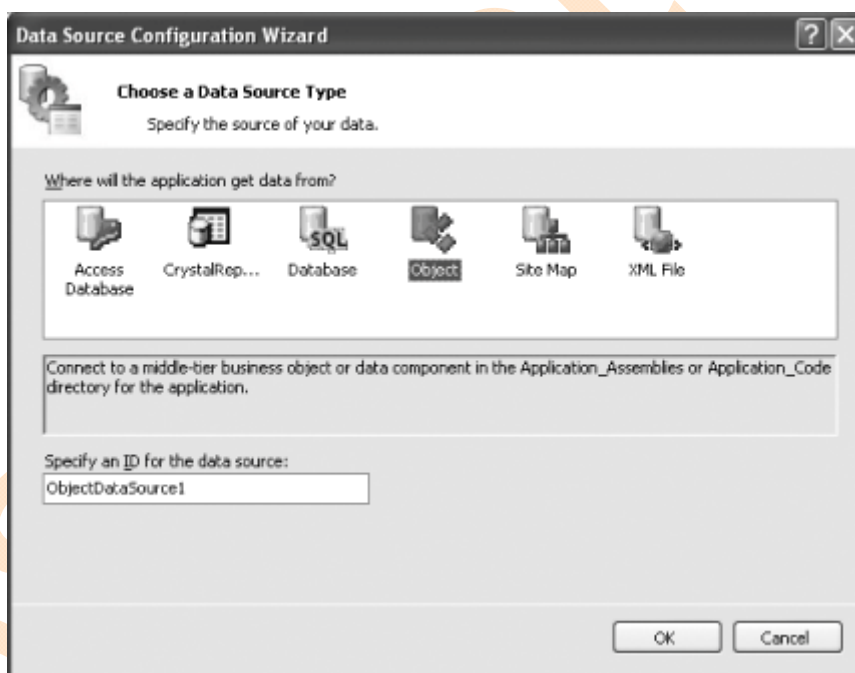 Data Source Configuration Wizard
Choose a Data Source Type
Specify the source of your data.
Where will the application get data from?
Access Database
CrystalRep...
Database
Object
Site Map
XML File
Connect to a middle-tier business object or data component in the Application_Assemblies or Application_Code
directory for the application.
Specify an ID for the data source:
ObjectDataSource1
OK
Cancel